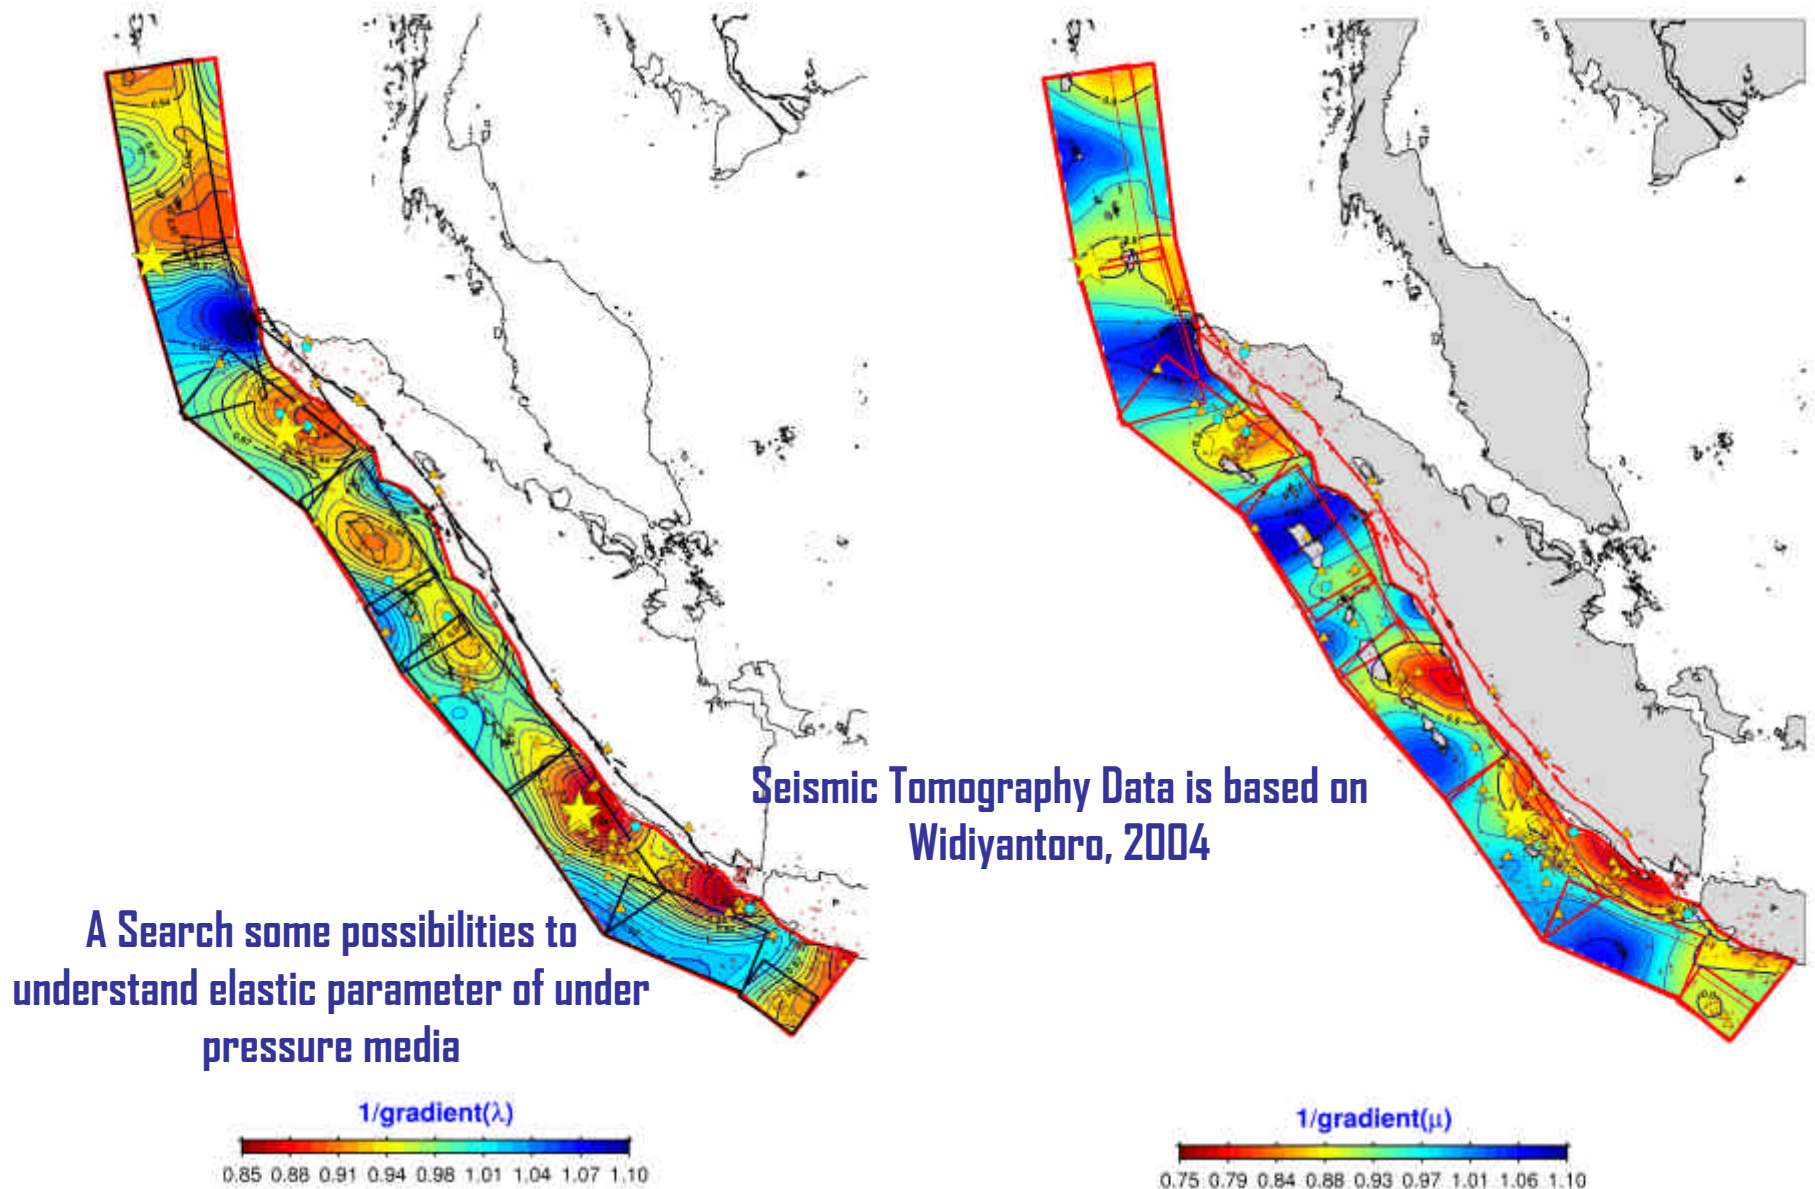 Seismic Tomography Data is based on
Widiyantoro, 2004
A Search some possibilities to
understand elastic parameter of under
pressure media
1/gradient(λ)
0.85 0.88 0.91 0.94 0.98 1.01 1.04 1.07 1.10
1/gradient(μ)
0.75 0.79 0.84 0.88 0.93 0.97 1.01 1.06 1.10